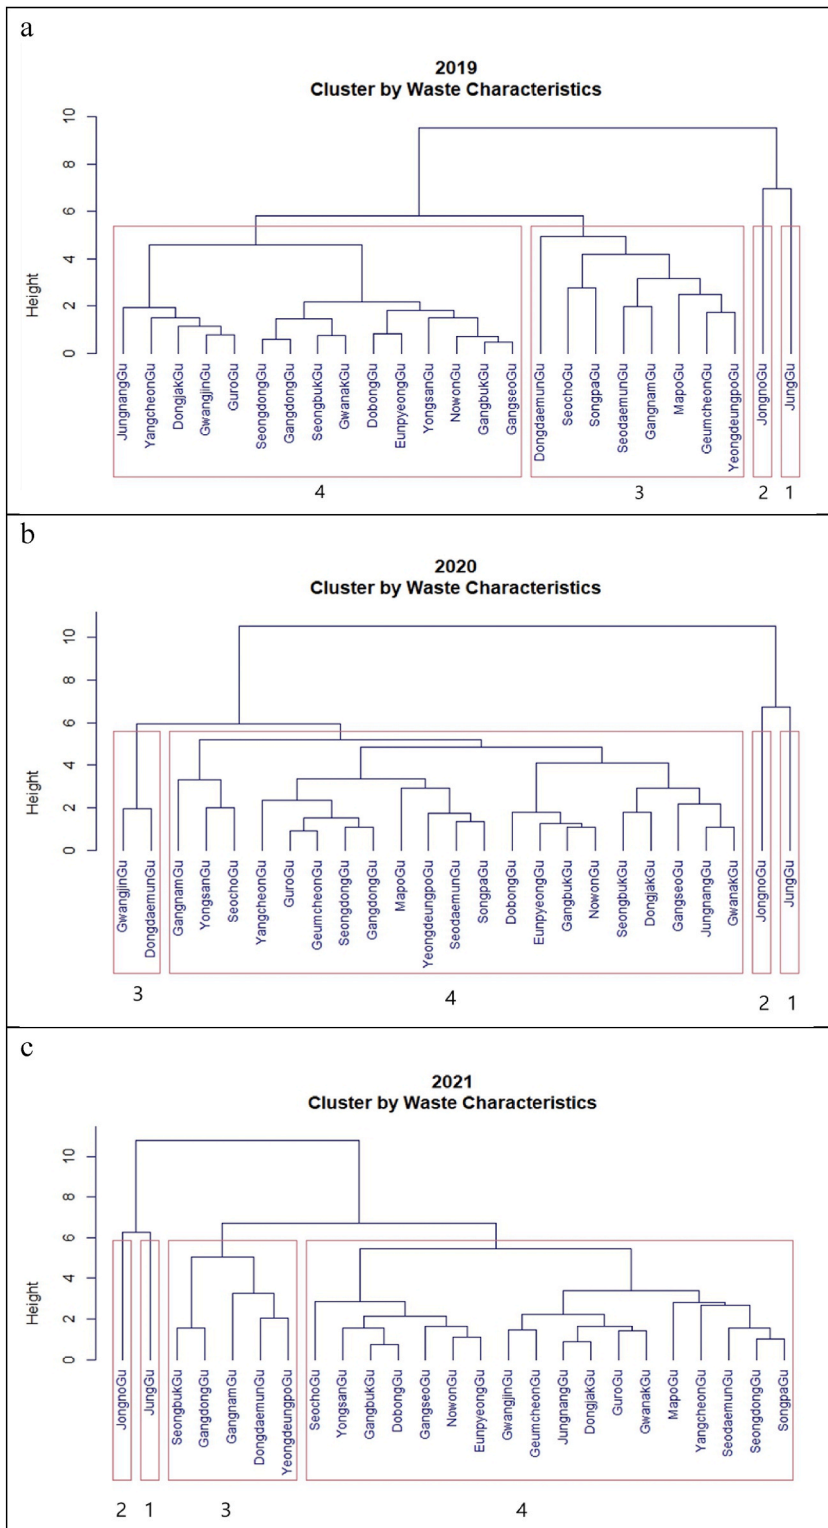 a
2019
Cluster by Waste Characteristics
Height
10
8
6
4
2
0
JungnangGu
YangcheonGu
DongjakGu
GwangjinGu
GuroGu
SeongdongGu
GangdongGu
SeongbukGu
GwanakGu
DobongGu
EunpyeongGu
YongsanGu
NowonGu
GangbukGu
GangseoGu
DongdaemunGu
SeochoGu
SongpaGu
SeodaemunGu
GangnamGu
MapoGu
GeumcheonGu
YeongdeungpoGu
JongnoGu
JungGu
4
3
2
1
b
2020
Cluster by Waste Characteristics
Height
10
8
6
4
2
0
GwangjinGu
DongdaemunGu
GangnamGu
YongsanGu
SeochoGu
YangcheonGu
GuroGu
GeumcheonGu
SeongdongGu
GangdongGu
MapoGu
YeongdeungpoGu
SeodaemunGu
SongpaGu
DobongGu
EunpyeongGu
GangbukGu
NowonGu
SeongbukGu
DongjakGu
GangseoGu
JungnangGu
GwanakGu
JongnoGu
JungGu
3
4
2
1
c
2021
Cluster by Waste Characteristics
Height
10
8
6
4
2
0
JongnoGu
JungGu
SeongbukGu
GangdongGu
GangnamGu
DongdaemunGu
YeongdeungpoGu
SeochoGu
YongsanGu
GangbukGu
DobongGu
GangseoGu
NowonGu
EunpyeongGu
GwangjinGu
GeumcheonGu
JungnangGu
DongjakGu
GuroGu
GwanakGu
MapoGu
YangcheonGu
SeodaemunGu
SeongdongGu
SongpaGu
2
1
3
4